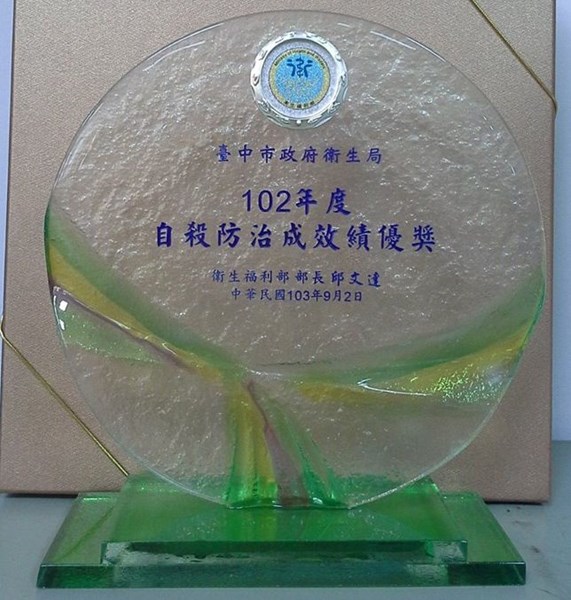 衛
臺中市政府衛生局
102年度
自殺防治成效績優獎
衛生福利部 部長 邱文達
中華民國103年9月2日